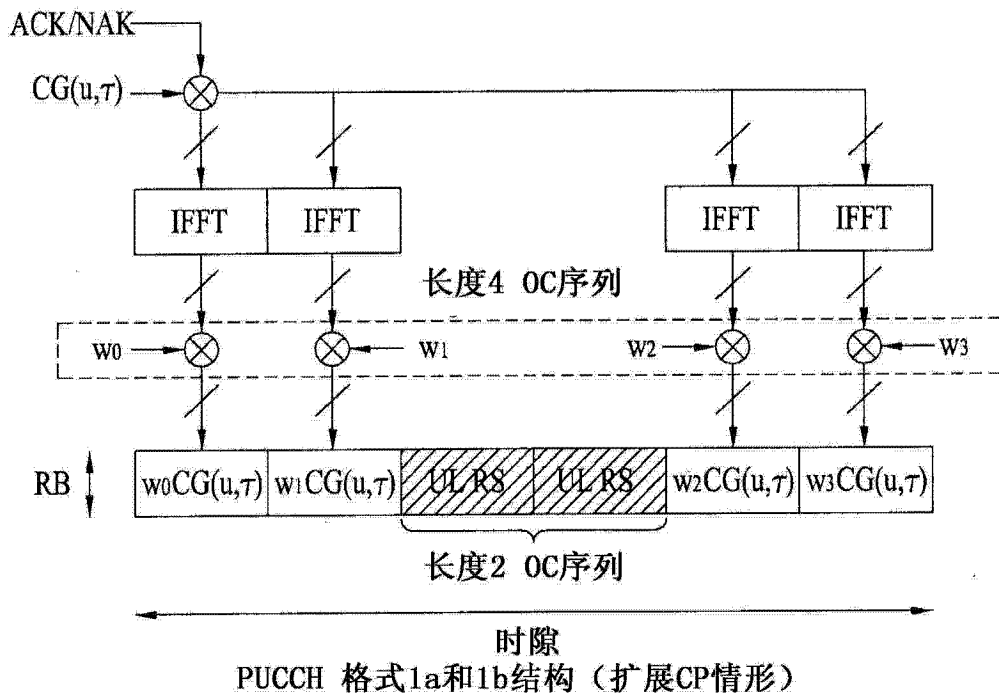 ACK/NAK
CG(u,τ)
IFFT IFFT IFFT IFFT
长度4 OC序列
w0 w1 w2 w3
RB w0CG(u,τ) w1CG(u,τ) UL RS UL RS w2CG(u,τ) w3CG(u,τ)
长度2 OC序列
时隙
PUCCH 格式1a和1b结构（扩展CP情形）